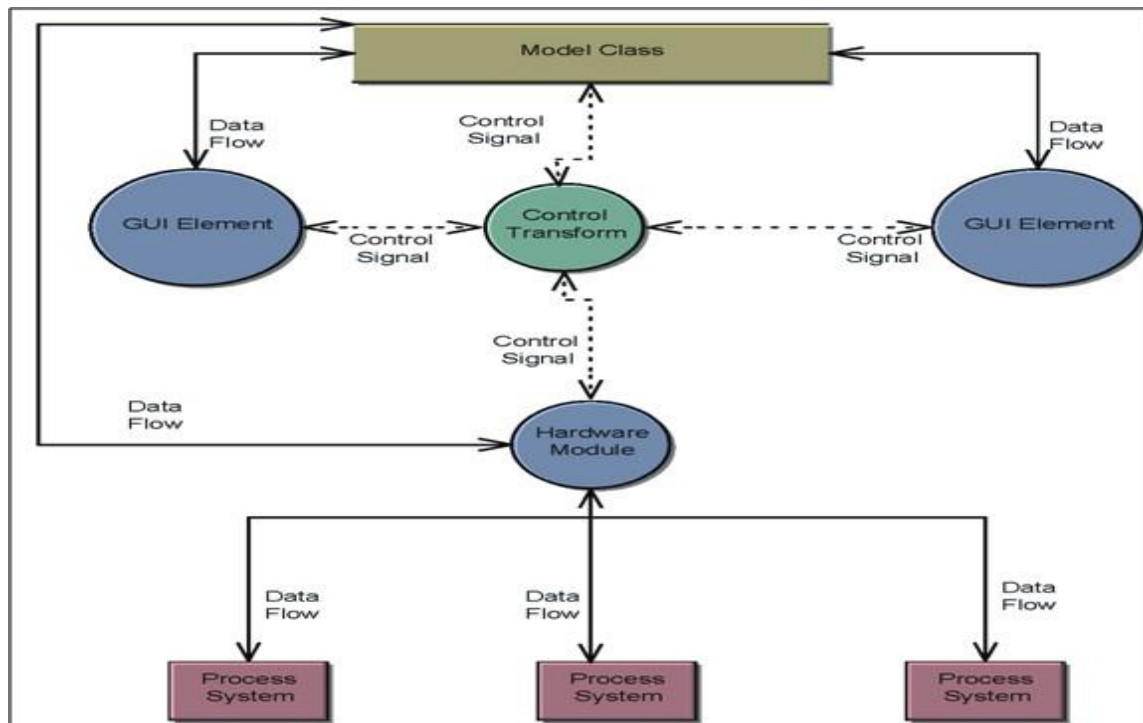 Model Class
Control
Signal
Data
Flow
Data
Flow
GUI Element
Control
Transform
GUI Element
Control
Signal
Control
Signal
Control
Signal
Data
Flow
Hardware
Module
Data
Flow
Data
Flow
Data
Flow
Process
System
Process
System
Process
System